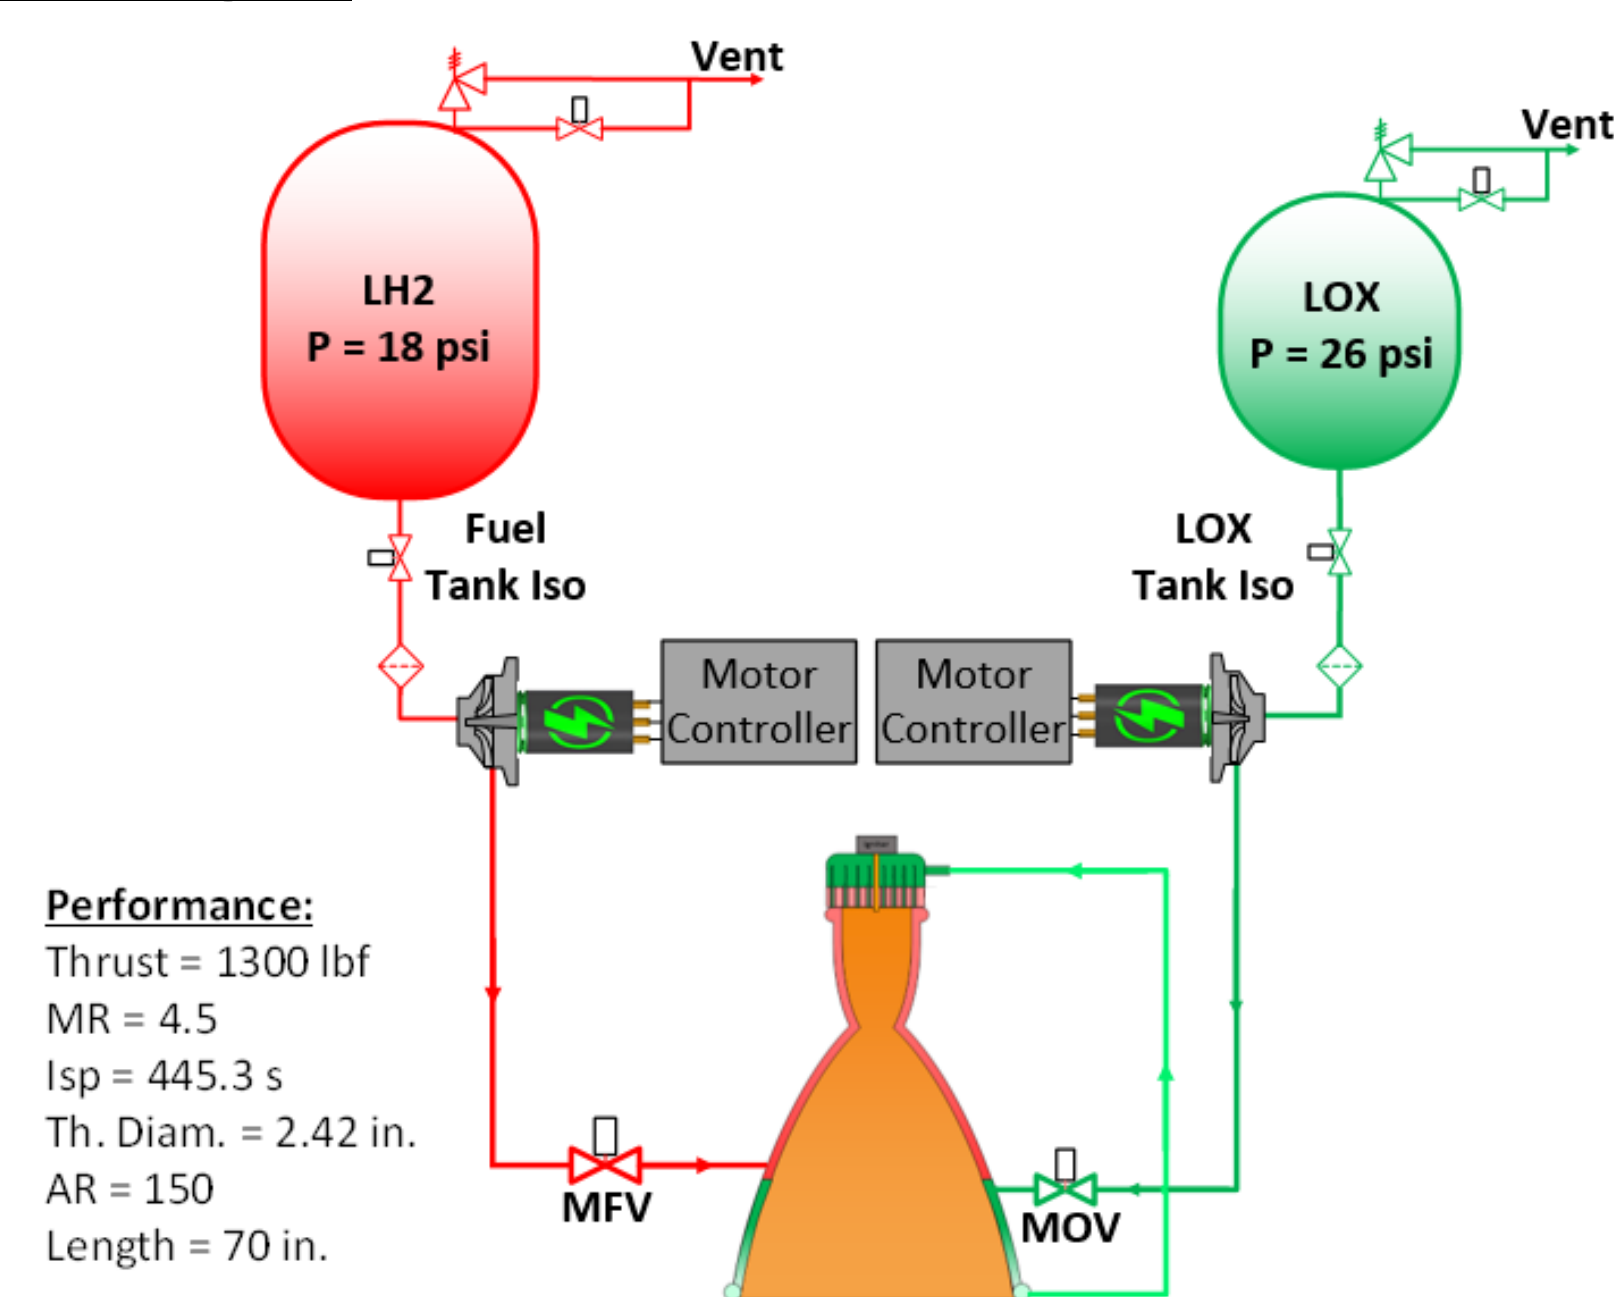 Vent
Vent
LH2
P = 18 psi
LOX
P = 26 psi
Fuel
Tank Iso
LOX
Tank Iso
Motor
Controller
Motor
Controller
Igniter
Performance:
Thrust = 1300 lbf
MR = 4.5
Isp = 445.3 s
Th. Diam. = 2.42 in.
AR = 150
Length = 70 in.
MFV
MOV